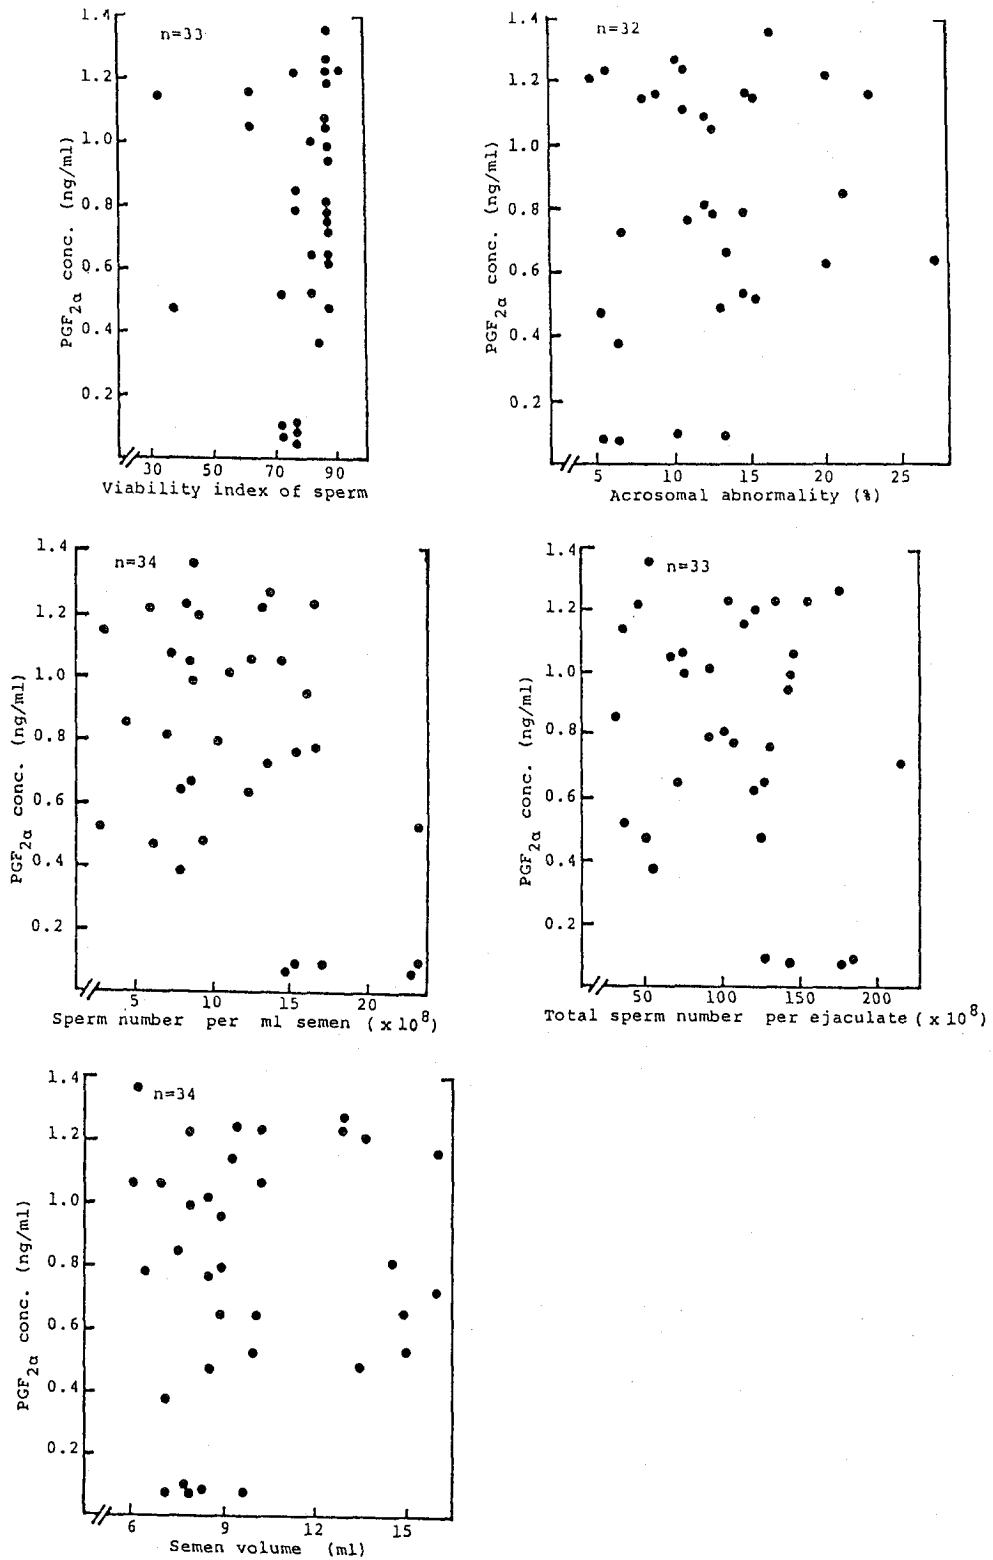 1.4
n=33
1.2
1.0
0.8
0.6
0.4
0.2
PGF2α conc. (ng/ml)
30 50 70 90
Viability index of sperm
1.4
n=32
1.2
1.0
0.8
0.6
0.4
0.2
PGF2α conc. (ng/ml)
5 10 15 20 25
Acrosomal abnormality (%)
1.4
n=34
1.2
1.0
0.8
0.6
0.4
0.2
PGF2α conc. (ng/ml)
5 10 15 20
Sperm number per ml semen (x10⁸)
1.4
n=33
1.2
1.0
0.8
0.6
0.4
0.2
PGF2α conc. (ng/ml)
50 100 150 200
Total sperm number per ejaculate (x10⁸)
1.4
n=34
1.2
1.0
0.8
0.6
0.4
0.2
PGF2α conc. (ng/ml)
6 9 12 15
Semen volume (ml)